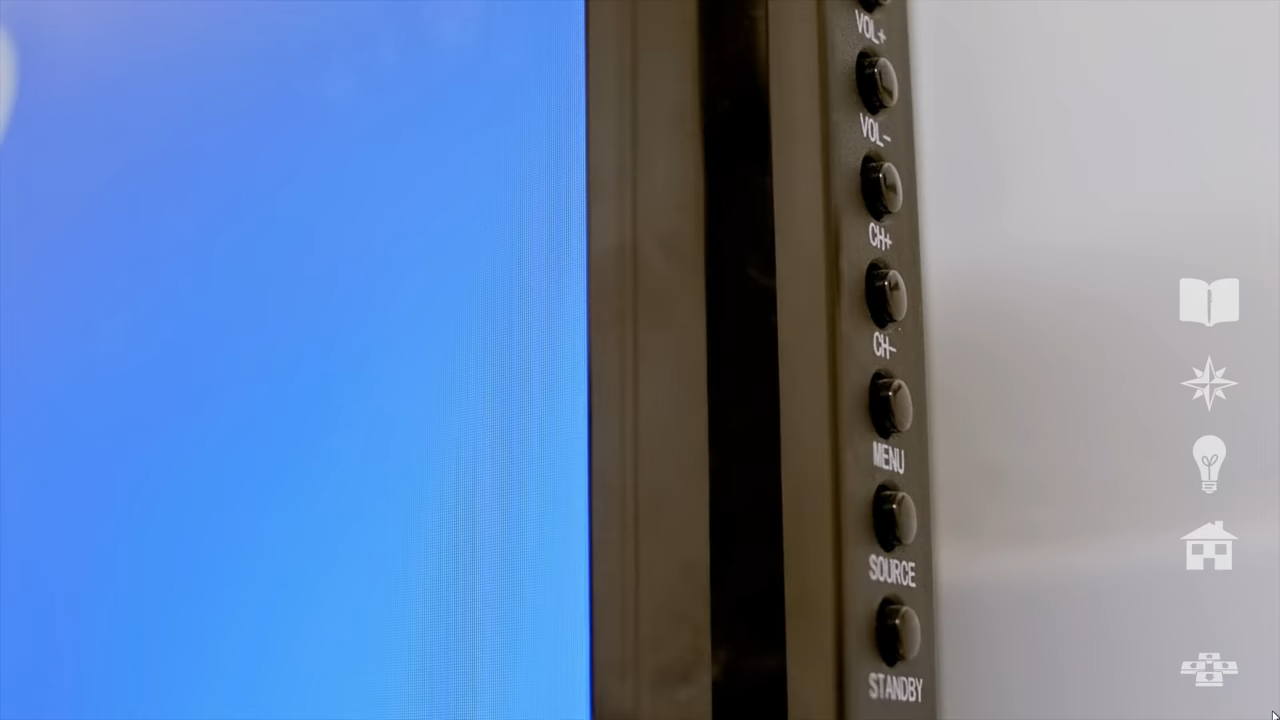 VOL+
VOL-
CH+
CH-
MENU
SOURCE
STANDBY